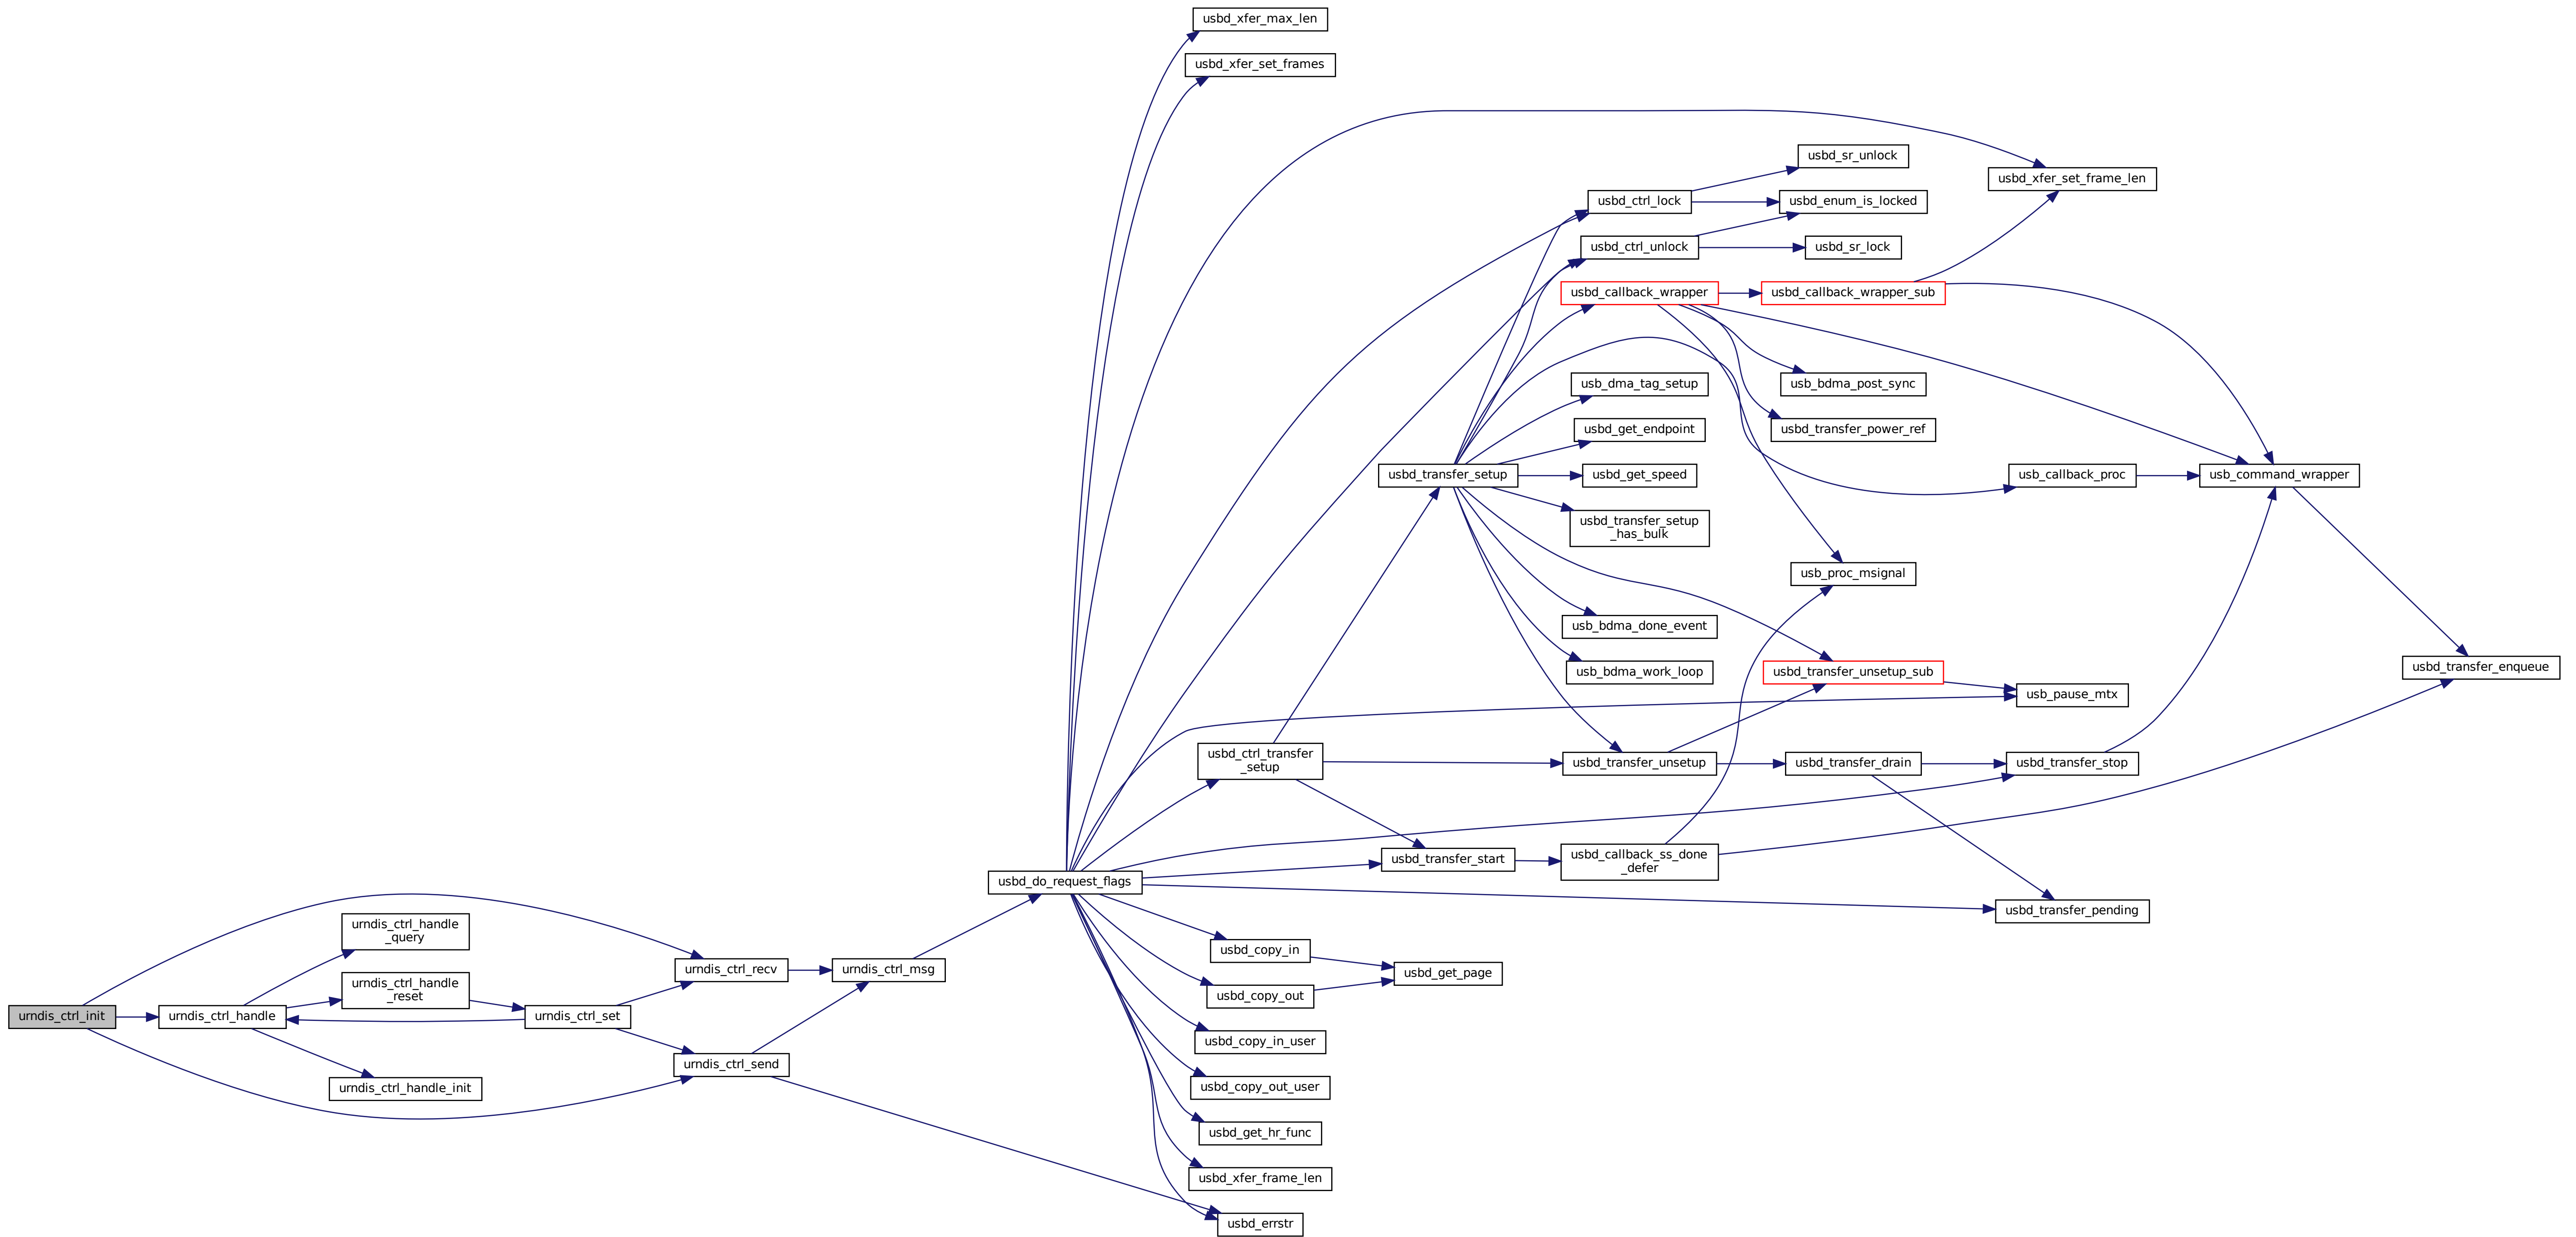 usbd_xfer_max_len
usbd_xfer_set_frames
usbd_sr_unlock
usbd_xfer_set_frame_len
usbd_ctrl_lock
usbd_enum_is_locked
usbd_ctrl_unlock
usbd_sr_lock
usbd_callback_wrapper
usbd_callback_wrapper_sub
usb_dma_tag_setup
usb_bdma_post_sync
usbd_get_endpoint
usbd_transfer_power_ref
usbd_transfer_setup
usbd_get_speed
usb_callback_proc
usb_command_wrapper
usbd_transfer_setup
_has_bulk
usb_proc_msignal
usb_bdma_done_event
usb_bdma_work_loop
usbd_transfer_unsetup_sub
usbd_transfer_enqueue
usb_pause_mtx
usbd_ctrl_transfer
_setup
usbd_transfer_unsetup
usbd_transfer_drain
usbd_transfer_stop
usbd_transfer_start
usbd_callback_ss_done
_defer
usbd_do_request_flags
usbd_transfer_pending
urndis_ctrl_handle
_query
usbd_copy_in
urndis_ctrl_recv
urndis_ctrl_msg
usbd_get_page
urndis_ctrl_handle
_reset
usbd_copy_out
urndis_ctrl_init
urndis_ctrl_handle
urndis_ctrl_set
usbd_copy_in_user
urndis_ctrl_send
urndis_ctrl_handle_init
usbd_copy_out_user
usbd_get_hr_func
usbd_xfer_frame_len
usbd_errstr